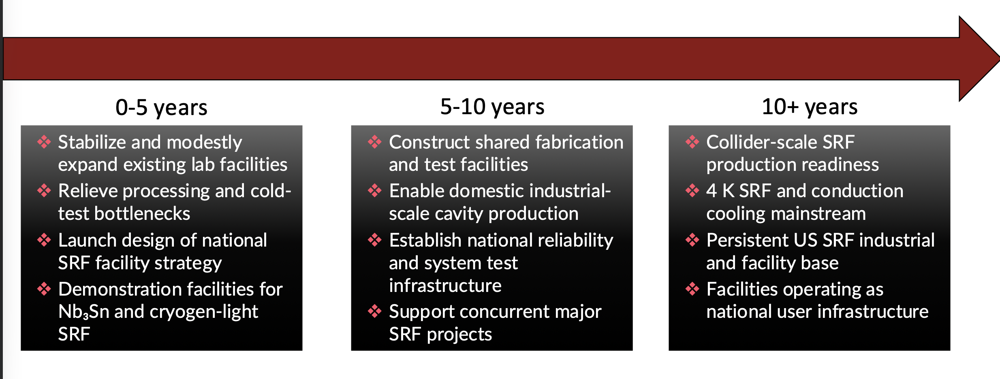 0-5 years
❖ Stabilize and modestly
expand existing lab facilities
❖ Relieve processing and cold-
test bottlenecks
❖ Launch design of national
SRF facility strategy
❖ Demonstration facilities for
Nb₃Sn and cryogen-light
SRF
5-10 years
❖ Construct shared fabrication
and test facilities
❖ Enable domestic industrial-
scale cavity production
❖ Establish national reliability
and system test
infrastructure
❖ Support concurrent major
SRF projects
10+ years
❖ Collider-scale SRF
production readiness
❖ 4 K SRF and conduction
cooling mainstream
❖ Persistent US SRF industrial
and facility base
❖ Facilities operating as
national user infrastructure